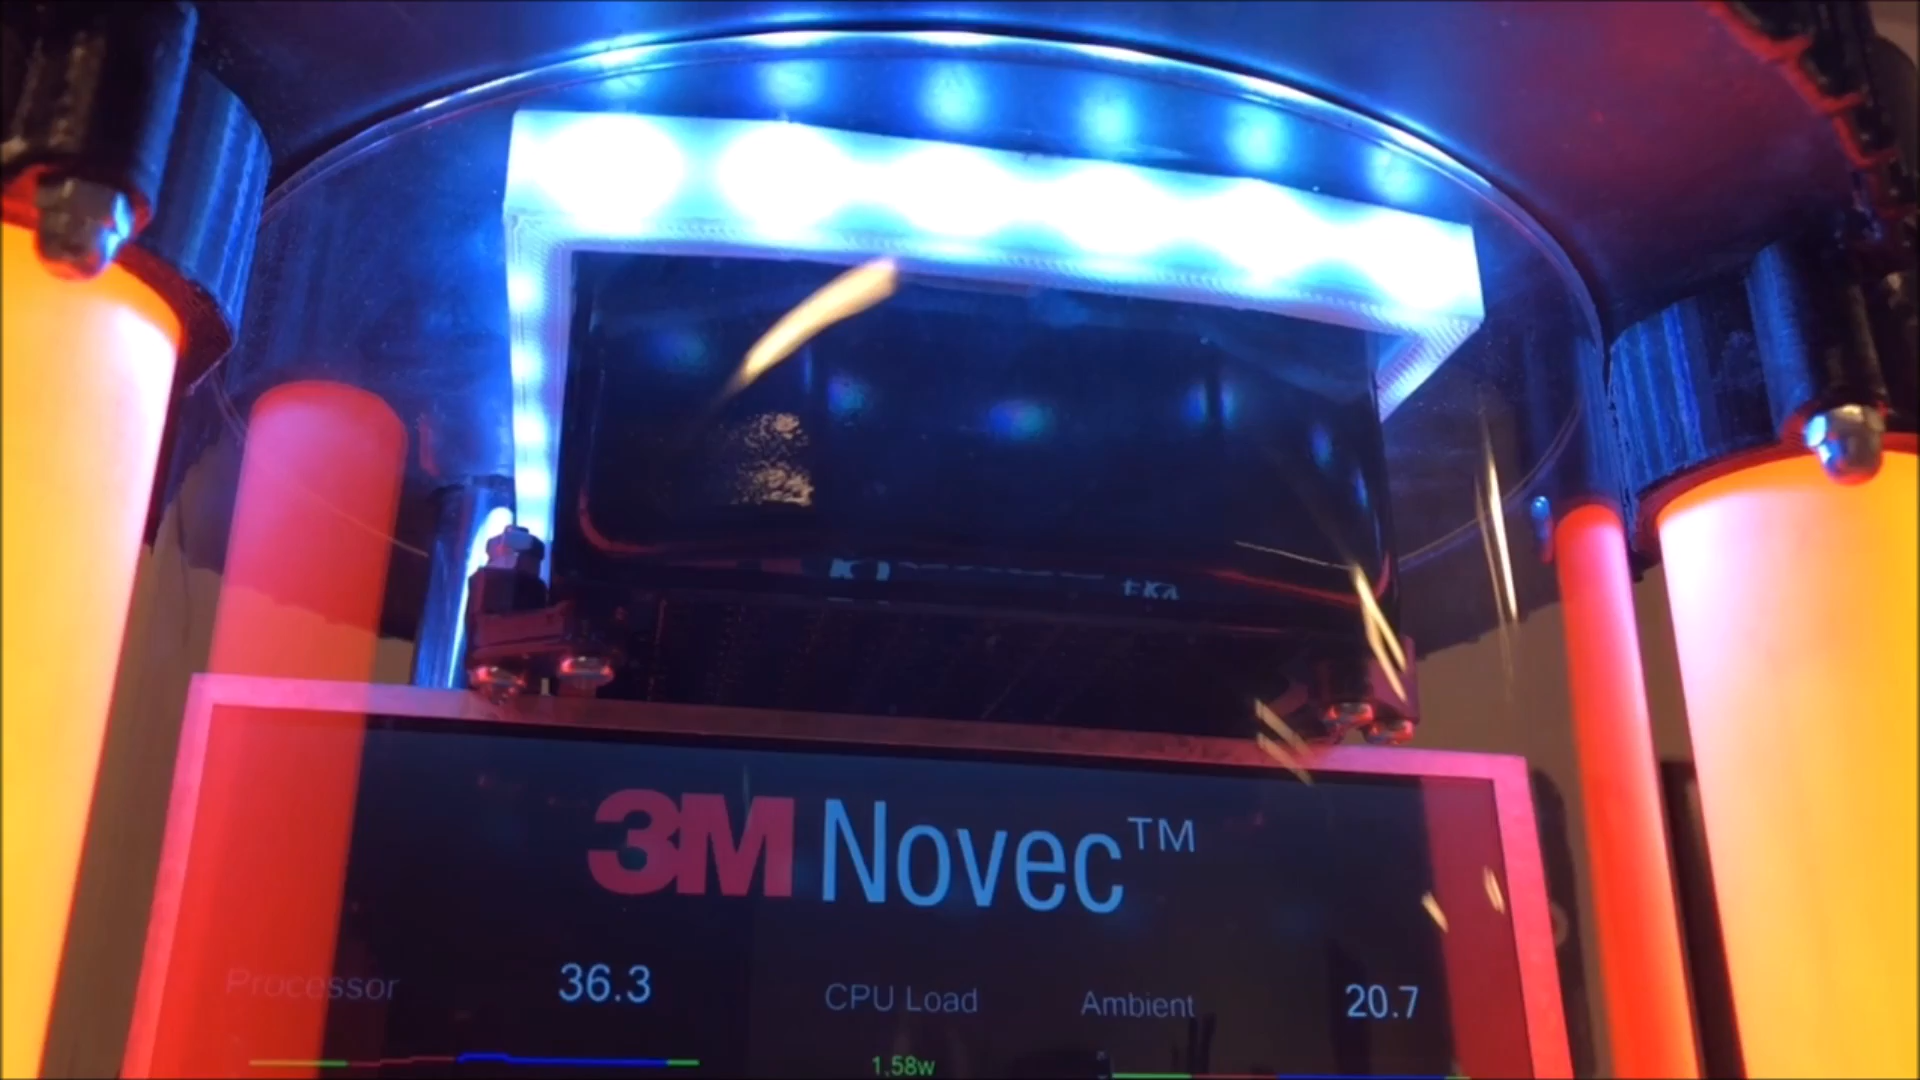 3M Novec™
Processor 36.3 CPU Load Ambient 20.7
1.58w